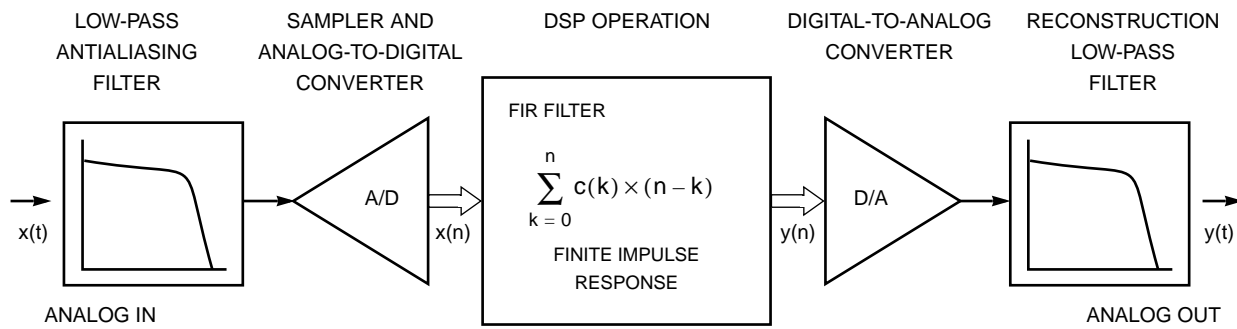 LOW-PASS
ANTIALIASING
FILTER
SAMPLER AND
ANALOG-TO-DIGITAL
CONVERTER
DSP OPERATION
DIGITAL-TO-ANALOG
CONVERTER
RECONSTRUCTION
LOW-PASS
FILTER
x(t)
A/D
x(n)
FIR FILTER
n
∑ c(k) × (n – k)
k = 0
FINITE IMPULSE
RESPONSE
y(n)
D/A
y(t)
ANALOG IN
ANALOG OUT